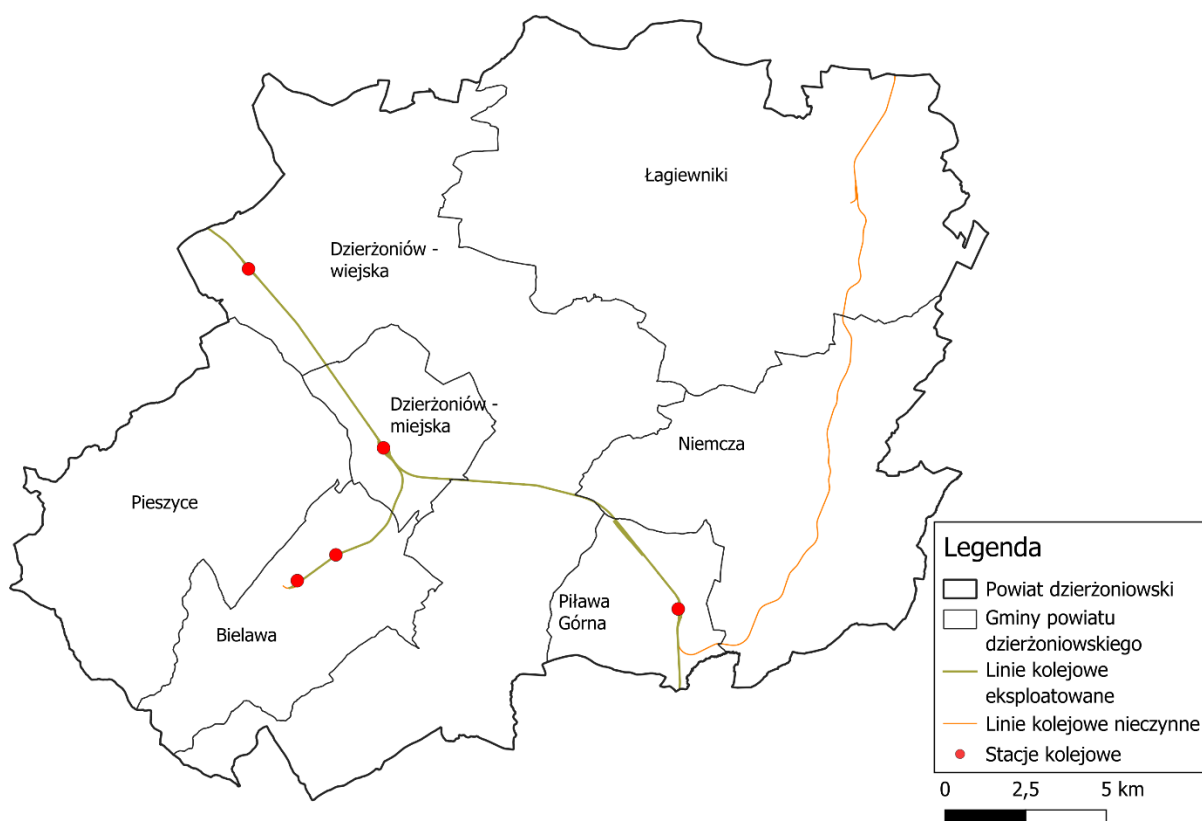 Łagiewniki
Dzierżoniów -
wiejska
Dzierżoniów -
miejska
Niemcza
Pieszyce
Piława
Górna
Bielawa
Legenda
Powiat dzierżoniowski
Gminy powiatu
dzierżoniowskiego
Linie kolejowe
eksploatowane
Linie kolejowe nieczynne
Stacje kolejowe
0 2,5 5 km